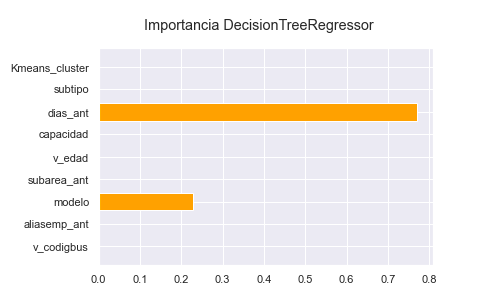 Importancia DecisionTreeRegressor
Kmeans_cluster
subtipo
dias_ant
capacidad
v_edad
subarea_ant
modelo
aliasemp_ant
v_codigbus
0.0 0.1 0.2 0.3 0.4 0.5 0.6 0.7 0.8